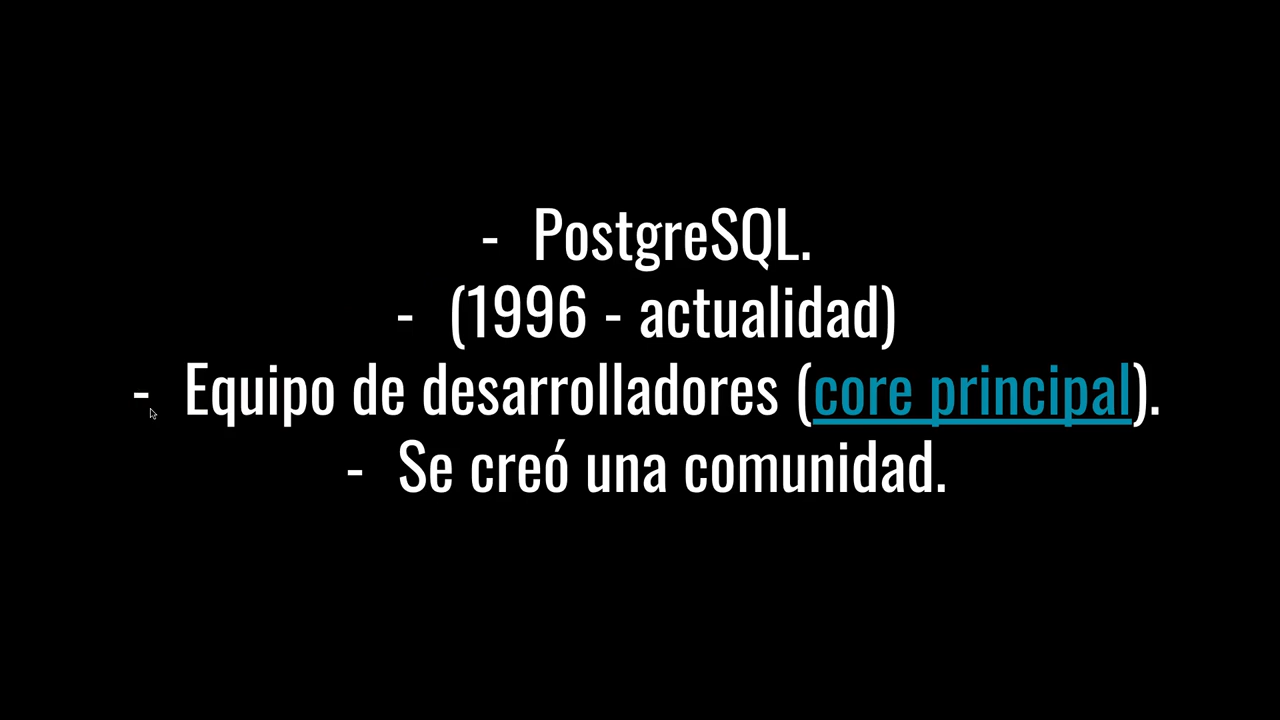 - PostgreSQL.
- (1996 - actualidad)
- Equipo de desarrolladores (core principal).
- Se creó una comunidad.